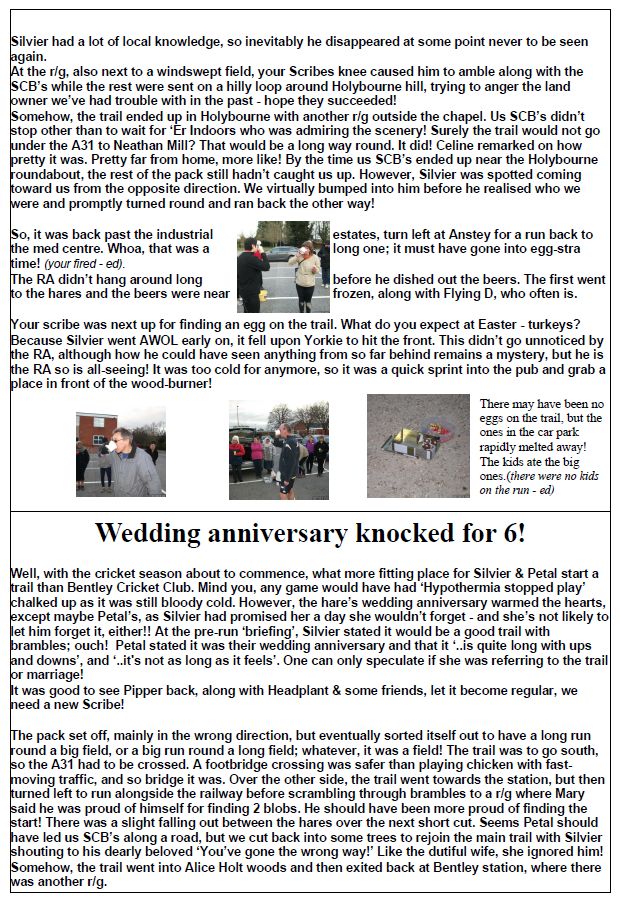 Silvier had a lot of local knowledge, so inevitably he disappeared at some point never to be seen
again.
At the r/g, also next to a windswept field, your Scribes knee caused him to amble along with the
SCB's while the rest were sent on a hilly loop around Holybourne hill, trying to anger the land
owner we've had trouble with in the past - hope they succeeded!
Somehow, the trail ended up in Holybourne with another r/g outside the chapel. Us SCB's didn't
stop other than to wait for 'Er Indoors who was admiring the scenery! Surely the trail would not go
under the A31 to Neathan Mill? That would be a long way round. It did! Celine remarked on how
pretty it was. Pretty far from home, more like! By the time us SCB's ended up near the Holybourne
roundabout, the rest of the pack still hadn't caught us up. However, Silvier was spotted coming
toward us from the opposite direction. We virtually bumped into him before he realised who we
were and promptly turned round and ran back the other way!
So, it was back past the industrial estates, turn left at Anstey for a run back to
the med centre. Whoa, that was a long one; it must have gone into egg-stra
time! (your fired - ed).
The RA didn't hang around long before he dished out the beers. The first went
to the hares and the beers were near frozen, along with Flying D, who often is.
Your scribe was next up for finding an egg on the trail. What do you expect at Easter - turkeys?
Because Silvier went AWOL early on, it fell upon Yorkie to hit the front. This didn't go unnoticed by
the RA, although how he could have seen anything from so far behind remains a mystery, but he is
the RA so is all-seeing! It was too cold for anymore, so it was a quick sprint into the pub and grab a
place in front of the wood-burner!
There may have been no
eggs on the trail, but the
ones in the car park
rapidly melted away!
The kids ate the big
ones.(there were no kids
on the run - ed)
Wedding anniversary knocked for 6!
Well, with the cricket season about to commence, what more fitting place for Silvier & Petal start a
trail than Bentley Cricket Club. Mind you, any game would have had 'Hypothermia stopped play'
chalked up as it was still bloody cold. However, the hare's wedding anniversary warmed the hearts,
except maybe Petal's, as Silvier had promised her a day she wouldn't forget - and she's not likely to
let him forget it, either!! At the pre-run 'briefing', Silvier stated it would be a good trail with
brambles; ouch! Petal stated it was their wedding anniversary and that it '..is quite long with ups
and downs', and '..it's not as long as it feels'. One can only speculate if she was referring to the trail
or marriage!
It was good to see Pipper back, along with Headplant & some friends, let it become regular, we
need a new Scribe!
The pack set off, mainly in the wrong direction, but eventually sorted itself out to have a long run
round a big field, or a big run round a long field; whatever, it was a field! The trail was to go south,
so the A31 had to be crossed. A footbridge crossing was safer than playing chicken with fast-
moving traffic, and so bridge it was. Over the other side, the trail went towards the station, but then
turned left to run alongside the railway before scrambling through brambles to a r/g where Mary
said he was proud of himself for finding 2 blobs. He should have been more proud of finding the
start! There was a slight falling out between the hares over the next short cut. Seems Petal should
have led us SCB's along a road, but we cut back into some trees to rejoin the main trail with Silvier
shouting to his dearly beloved 'You've gone the wrong way!' Like the dutiful wife, she ignored him!
Somehow, the trail went into Alice Holt woods and then exited back at Bentley station, where there
was another r/g.